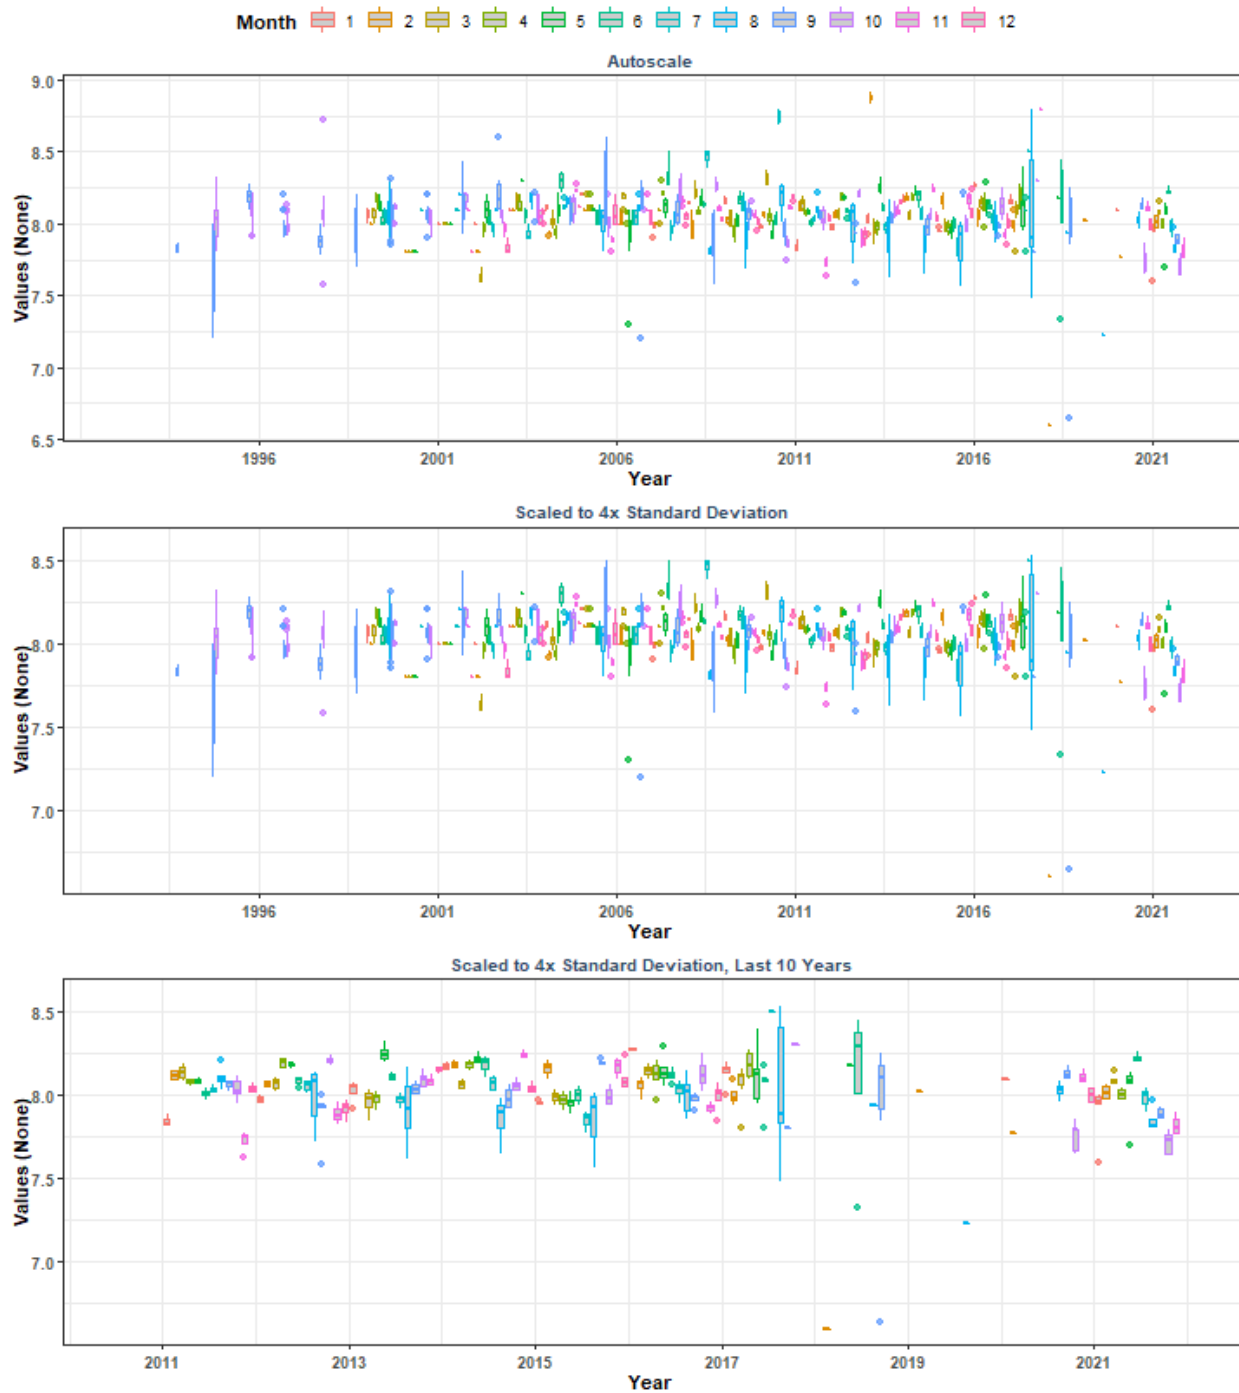 Month 1 2 3 4 5 6 7 8 9 10 11 12
Autoscale
Values (None)
9.0
8.5
8.0
7.5
7.0
6.5
1996 2001 2006 2011 2016 2021
Year
Scaled to 4x Standard Deviation
Values (None)
8.5
8.0
7.5
7.0
1996 2001 2006 2011 2016 2021
Year
Scaled to 4x Standard Deviation, Last 10 Years
Values (None)
8.5
8.0
7.5
7.0
2011 2013 2015 2017 2019 2021
Year